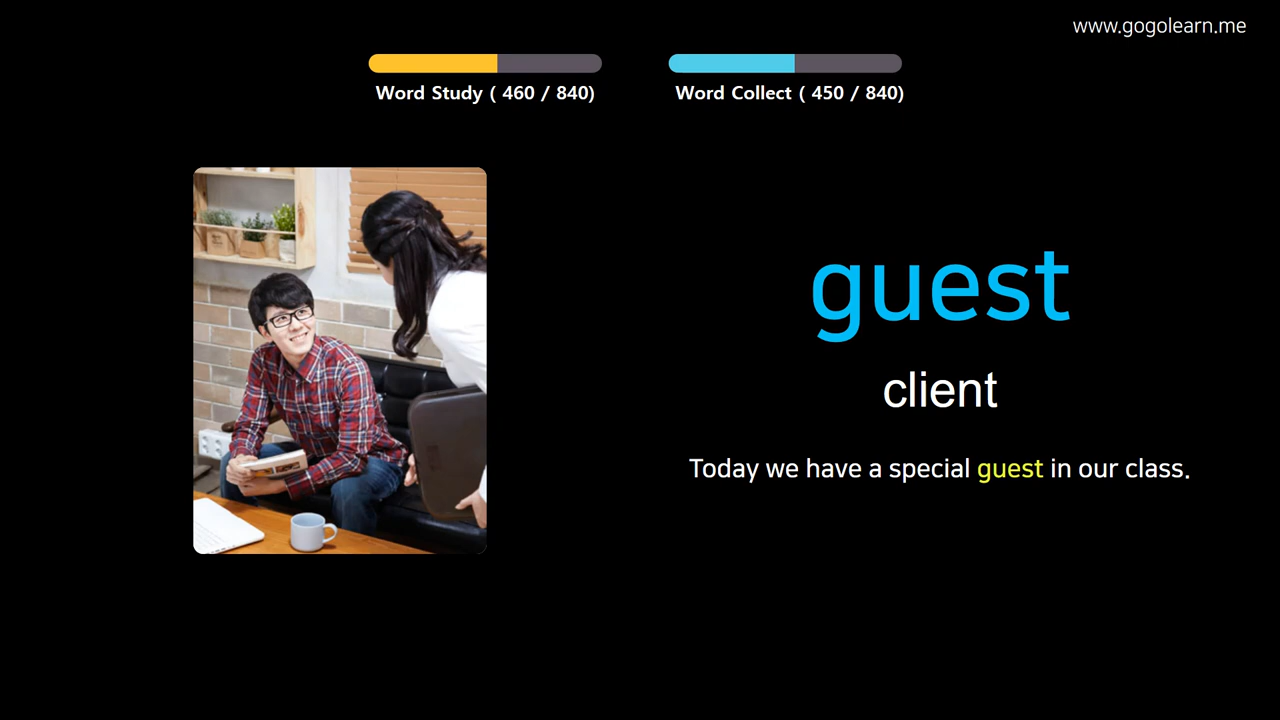 www.gogolearn.me
Word Study ( 460 / 840)
Word Collect ( 450 / 840)
guest
client
Today we have a special guest in our class.